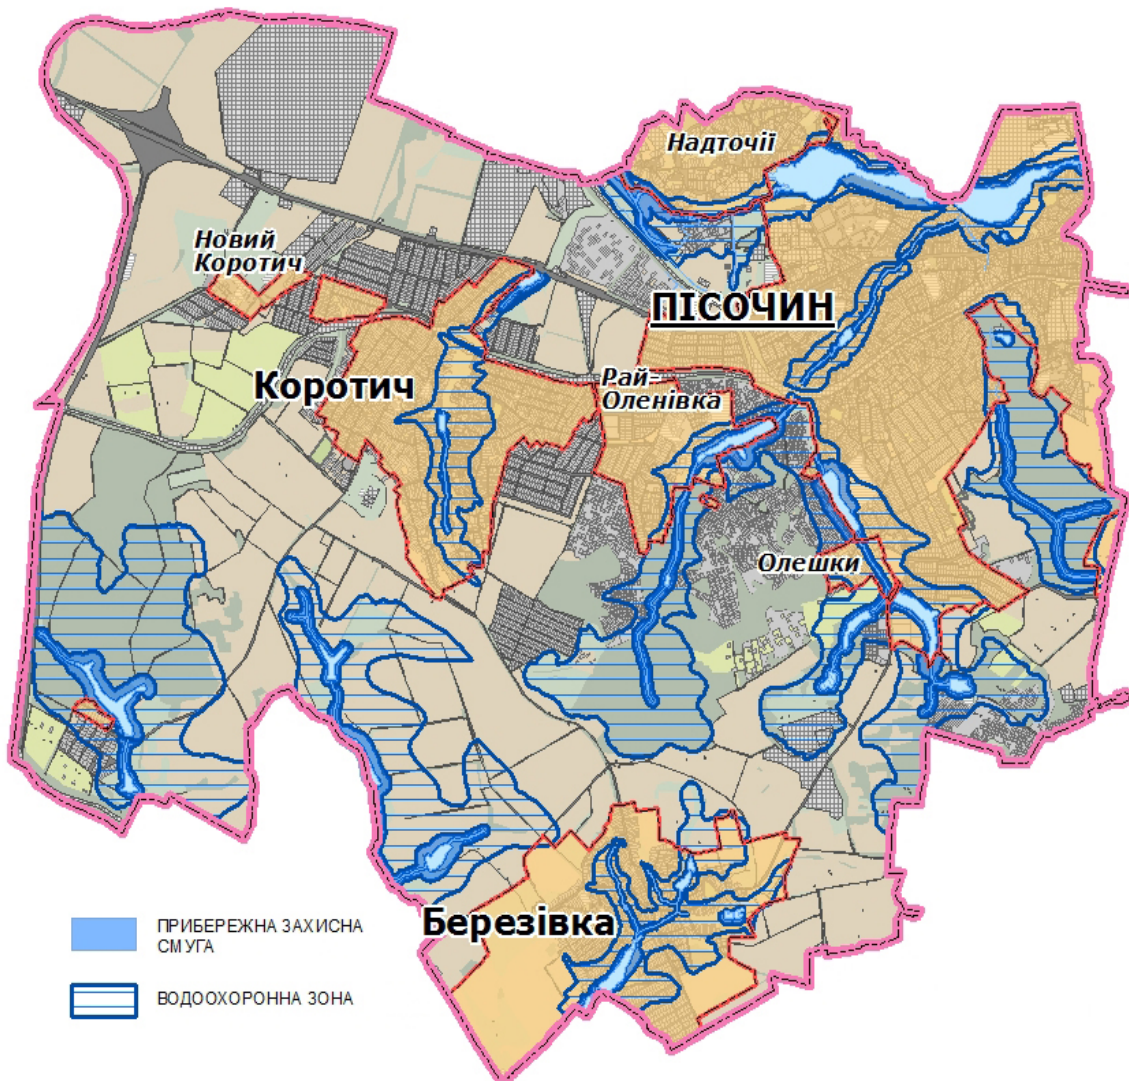 Надточії
Новий
Коротич
ПІСОЧИН
Коротич
Рай-
Оленівка
Олешки
Березівка
ПРИБЕРЕЖНА ЗАХИСНА
СМУГА
ВОДООХОРОННА ЗОНА